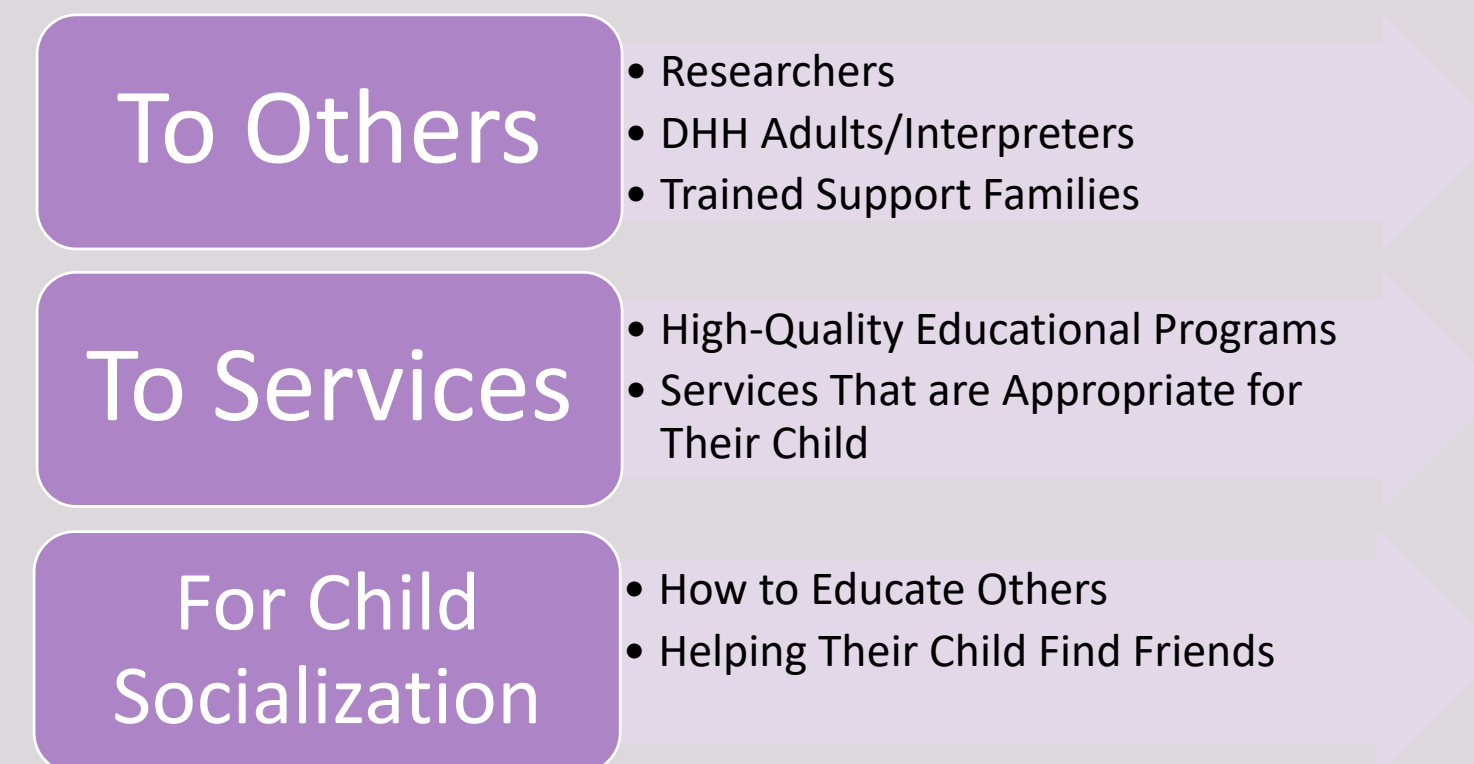 To Others
• Researchers
• DHH Adults/Interpreters
• Trained Support Families
To Services
• High-Quality Educational Programs
• Services That are Appropriate for
Their Child
For Child
Socialization
• How to Educate Others
• Helping Their Child Find Friends